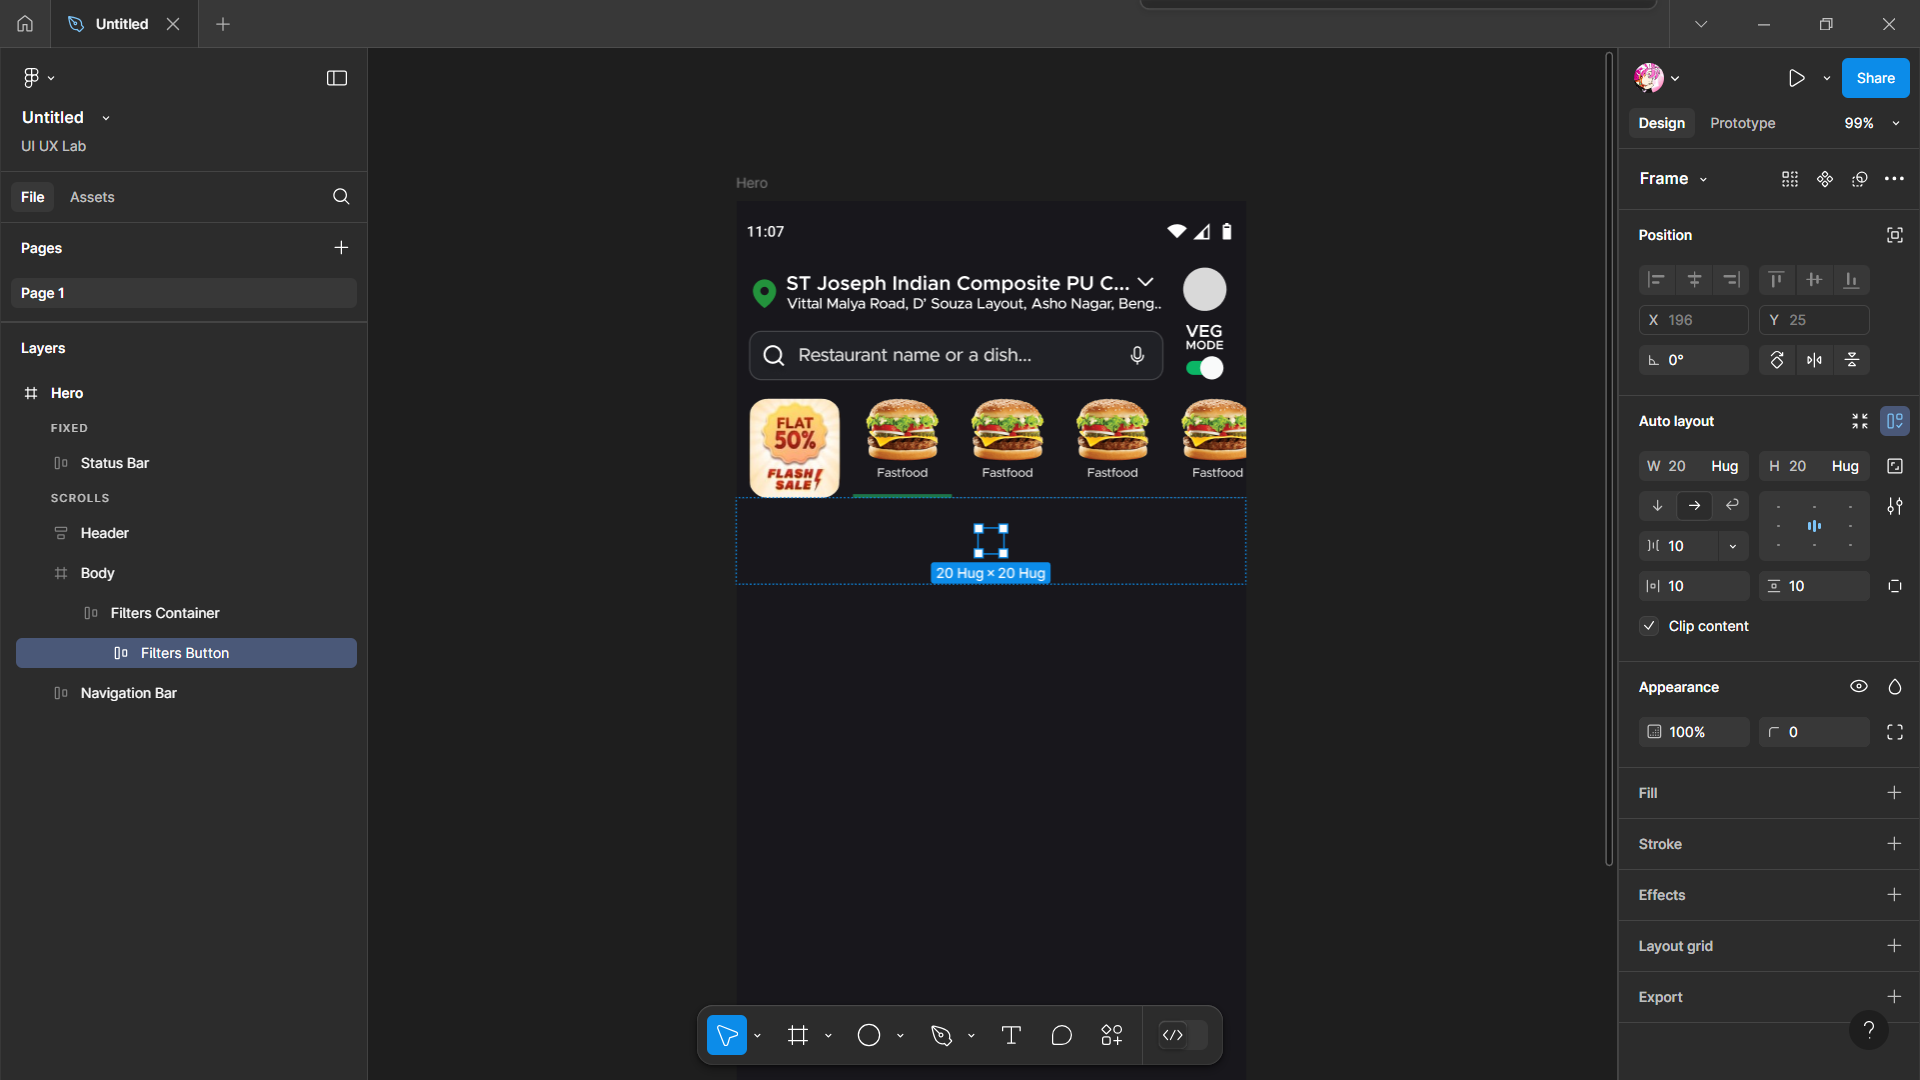 Untitled
Untitled
UI UX Lab
File
Assets
Pages
Page 1
Layers
Hero
FIXED
Status Bar
SCROLLS
Header
Body
Filters Container
Filters Button
Navigation Bar
Hero
11:07
ST Joseph Indian Composite PU C...
Vittal Malya Road, D' Souza Layout, Asho Nagar, Beng..
Restaurant name or a dish...
VEG
MODE
FLAT
50%
FLASH
SALE
Fastfood
Fastfood
Fastfood
Fastfood
20 Hug × 20 Hug
Share
Design
Prototype
99%
Frame
Position
X 196
Y 25
0°
Auto layout
W 20 Hug
H 20 Hug
10
10
10
Clip content
Appearance
100%
0
Fill
Stroke
Effects
Layout grid
Export
?